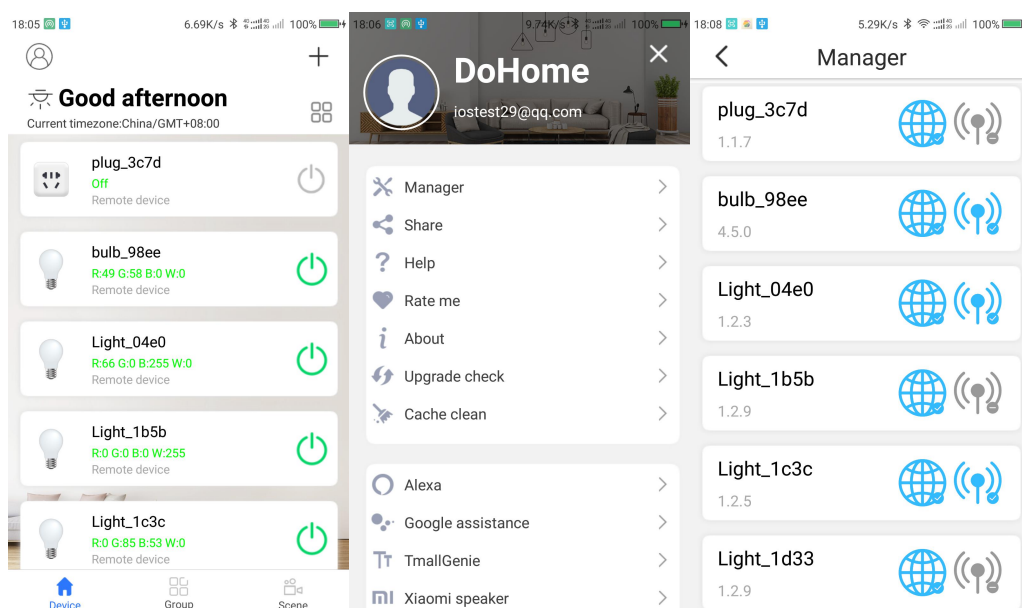 18:05
6.69K/s
100%
Good afternoon
Current timezone:China/GMT+08:00
plug_3c7d
Off
Remote device
bulb_98ee
R:49 G:58 B:0 W:0
Remote device
Light_04e0
R:66 G:0 B:255 W:0
Remote device
Light_1b5b
R:0 G:0 B:0 W:255
Remote device
Light_1c3c
R:0 G:85 B:53 W:0
Remote device
Device
Group
Scene
18:06
9.74K/s
100%
DoHome
iostest29@qq.com
Manager
Share
Help
Rate me
About
Upgrade check
Cache clean
Alexa
Google assistance
TmallGenie
Xiaomi speaker
18:08
5.29K/s
100%
Manager
plug_3c7d
1.1.7
bulb_98ee
4.5.0
Light_04e0
1.2.3
Light_1b5b
1.2.9
Light_1c3c
1.2.5
Light_1d33
1.2.9